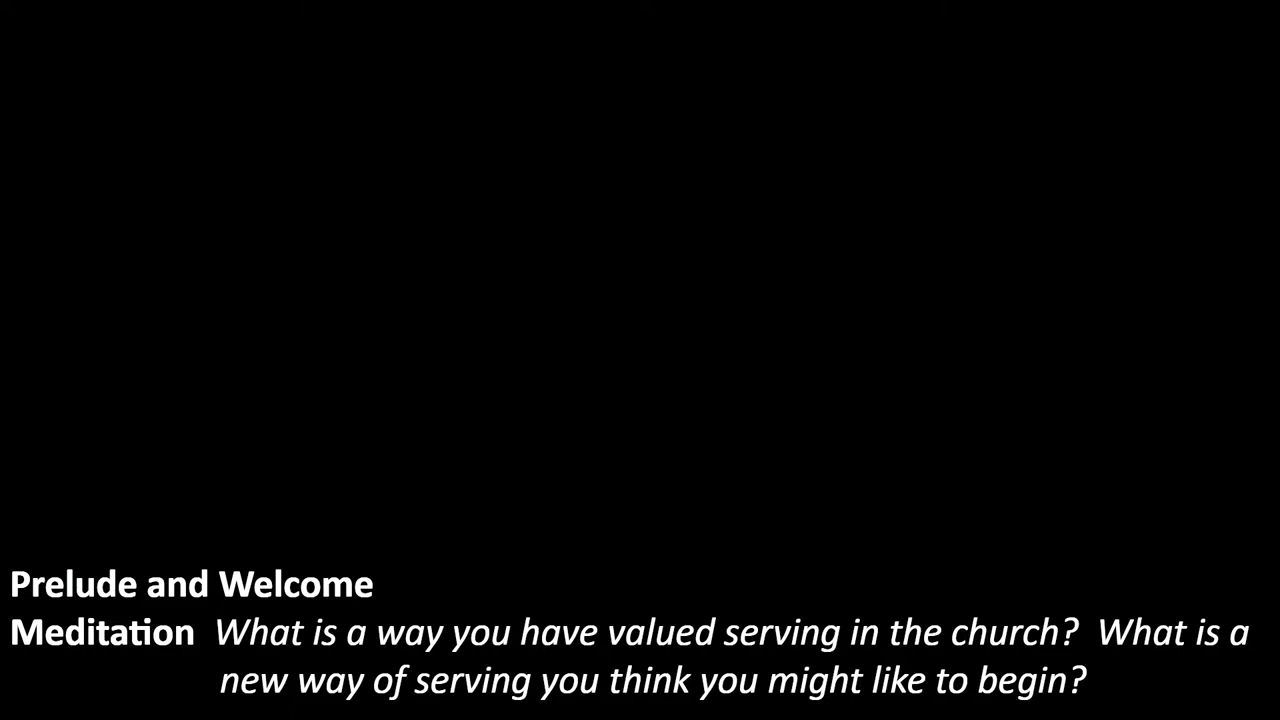 Prelude and Welcome
Meditation  What is a way you have valued serving in the church?  What is a
new way of serving you think you might like to begin?